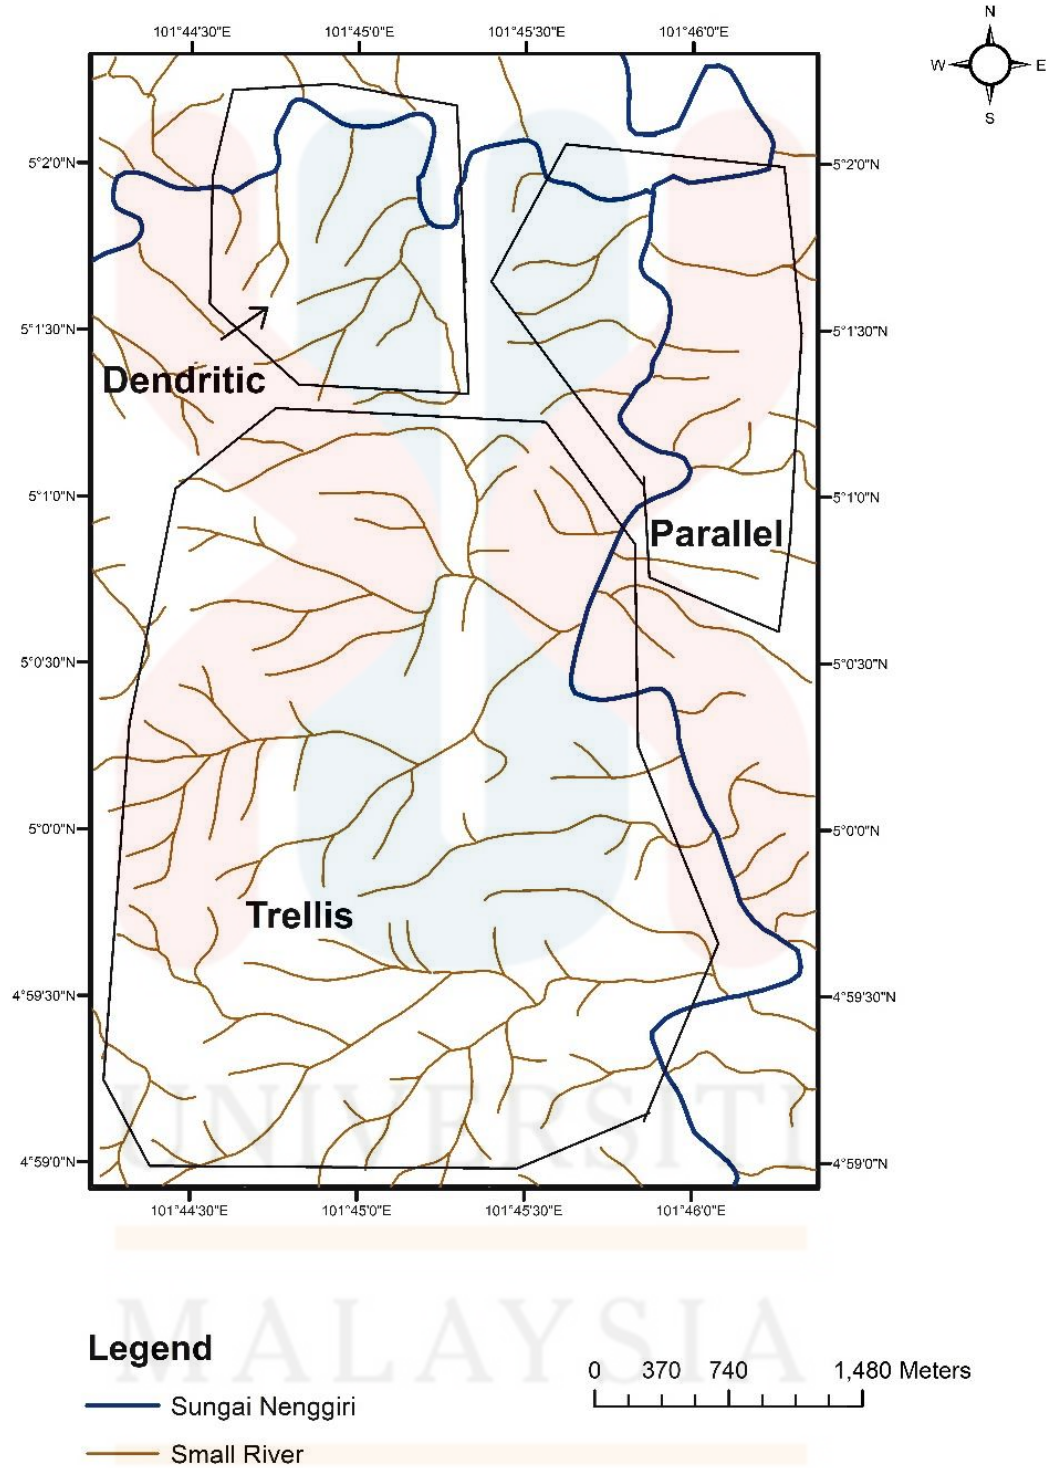 N
W E
S
101°44'30"E 101°45'0"E 101°45'30"E 101°46'0"E
5°2'0"N 5°2'0"N
5°1'30"N 5°1'30"N
Dendritic
5°1'0"N 5°1'0"N
Parallel
5°0'30"N 5°0'30"N
5°0'0"N 5°0'0"N
Trellis
4°59'30"N 4°59'30"N
UNIVERSITI
4°59'0"N 4°59'0"N
101°44'30"E 101°45'0"E 101°45'30"E 101°46'0"E
MALAYSIA
Legend
0 370 740 1,480 Meters
Sungai Nenggiri
Small River